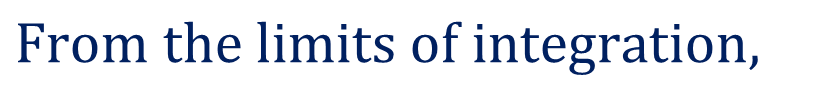 From the limits of integration,